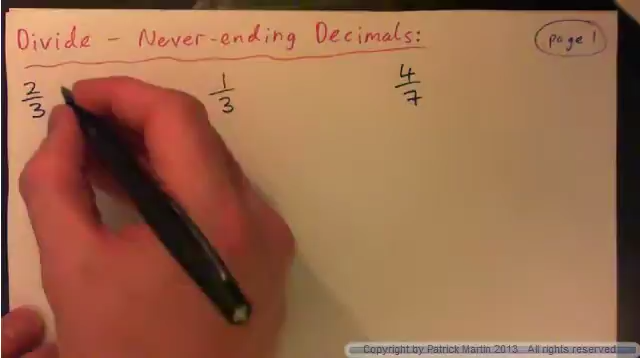 Divide - Never-ending Decimals:
page 1
2/3
1/3
4/7
Copyright by Patrick Martin 2013. All rights reserved